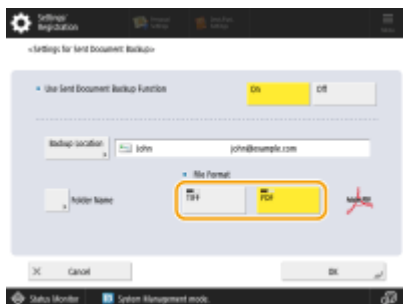 Settings/
Registration
<Settings for Sent Document Backup>
Use Sent Document Backup Function
On
Off
Backup Location
John
john@example.com
File Format
Folder Name
TIFF
PDF
Cancel
OK
Status Monitor
System Management mode.